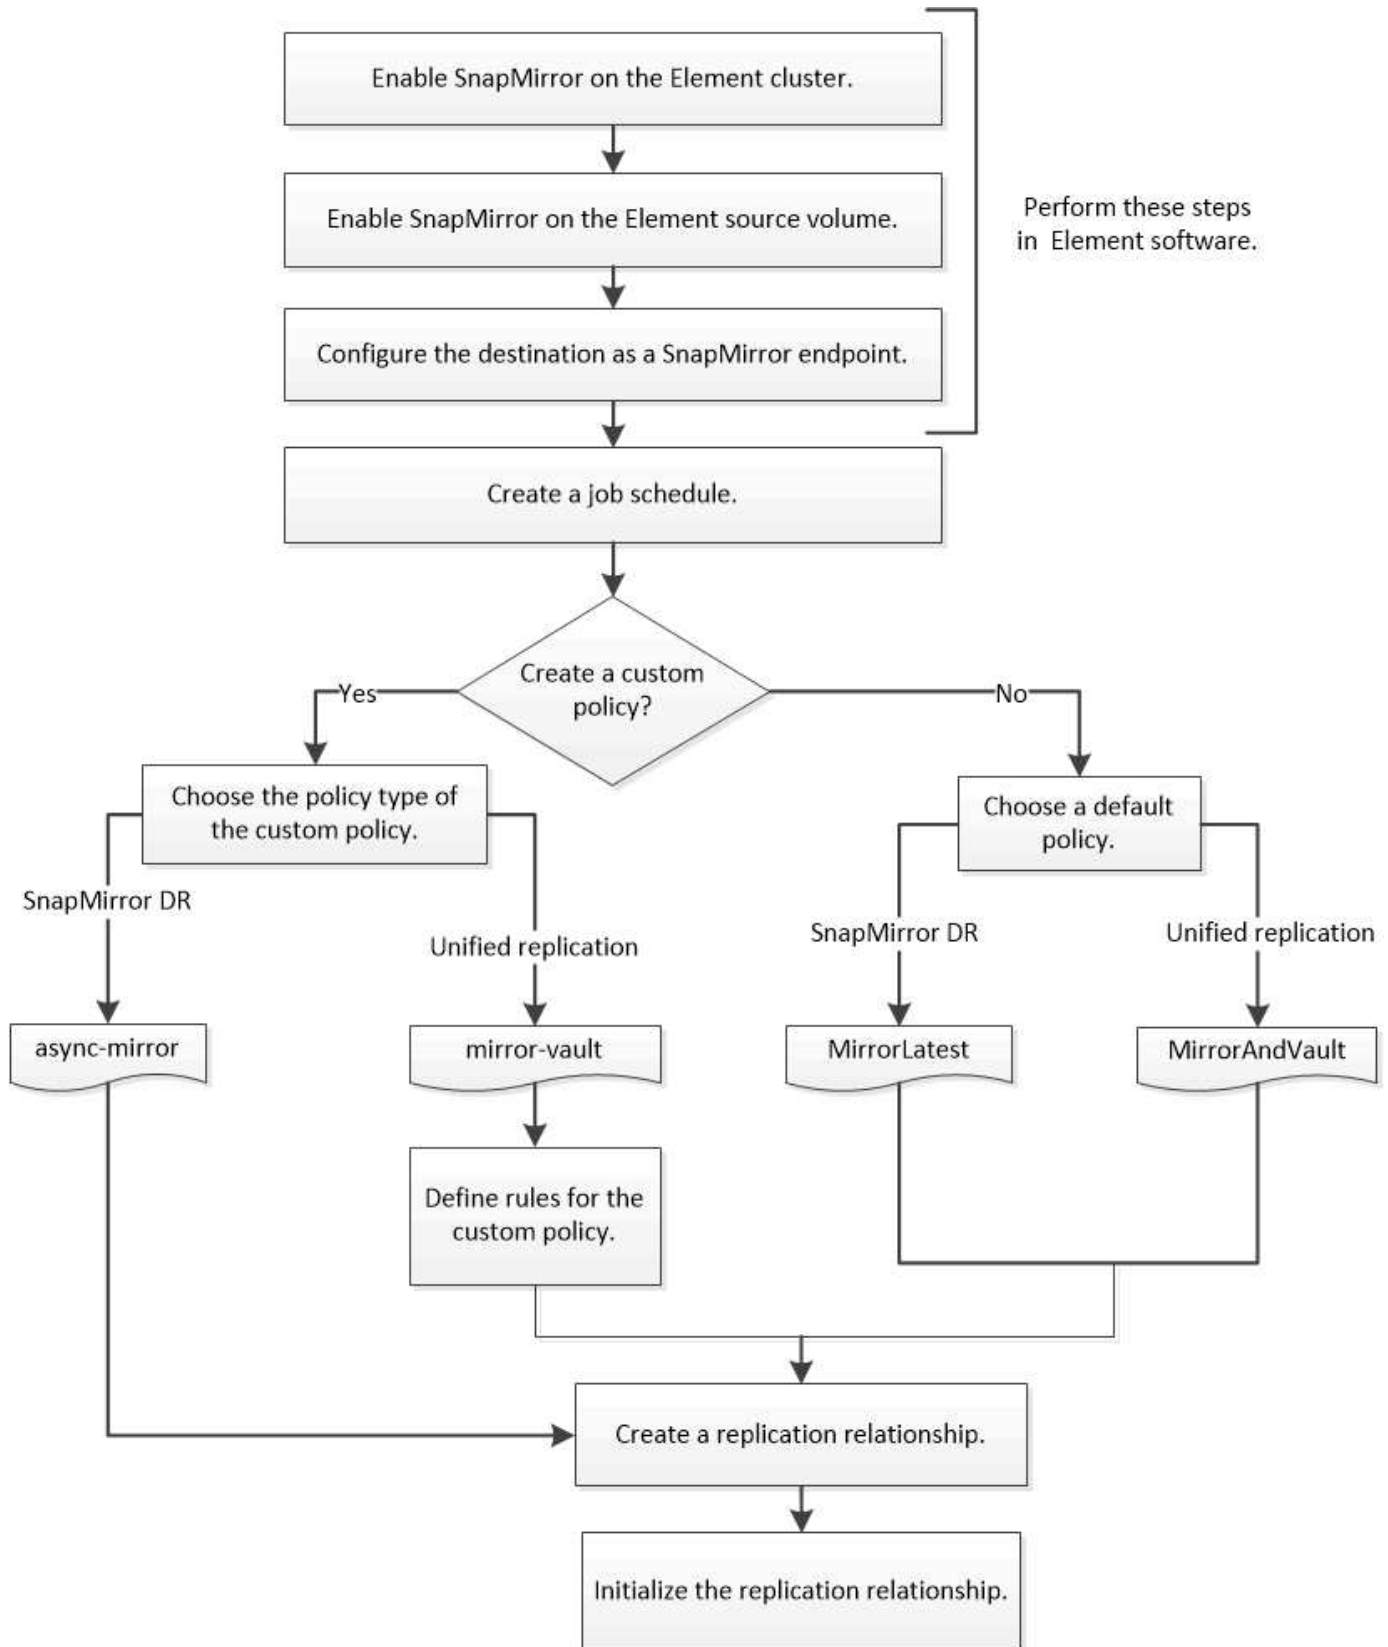 Enable SnapMirror on the Element cluster.
Enable SnapMirror on the Element source volume.
Perform these steps
in Element software.
Configure the destination as a SnapMirror endpoint.
Create a job schedule.
Create a custom
policy?
Yes
No
Choose the policy type of
the custom policy.
Choose a default
policy.
SnapMirror DR
Unified replication
SnapMirror DR
Unified replication
async-mirror
mirror-vault
MirrorLatest
MirrorAndVault
Define rules for the
custom policy.
Create a replication relationship.
Initialize the replication relationship.